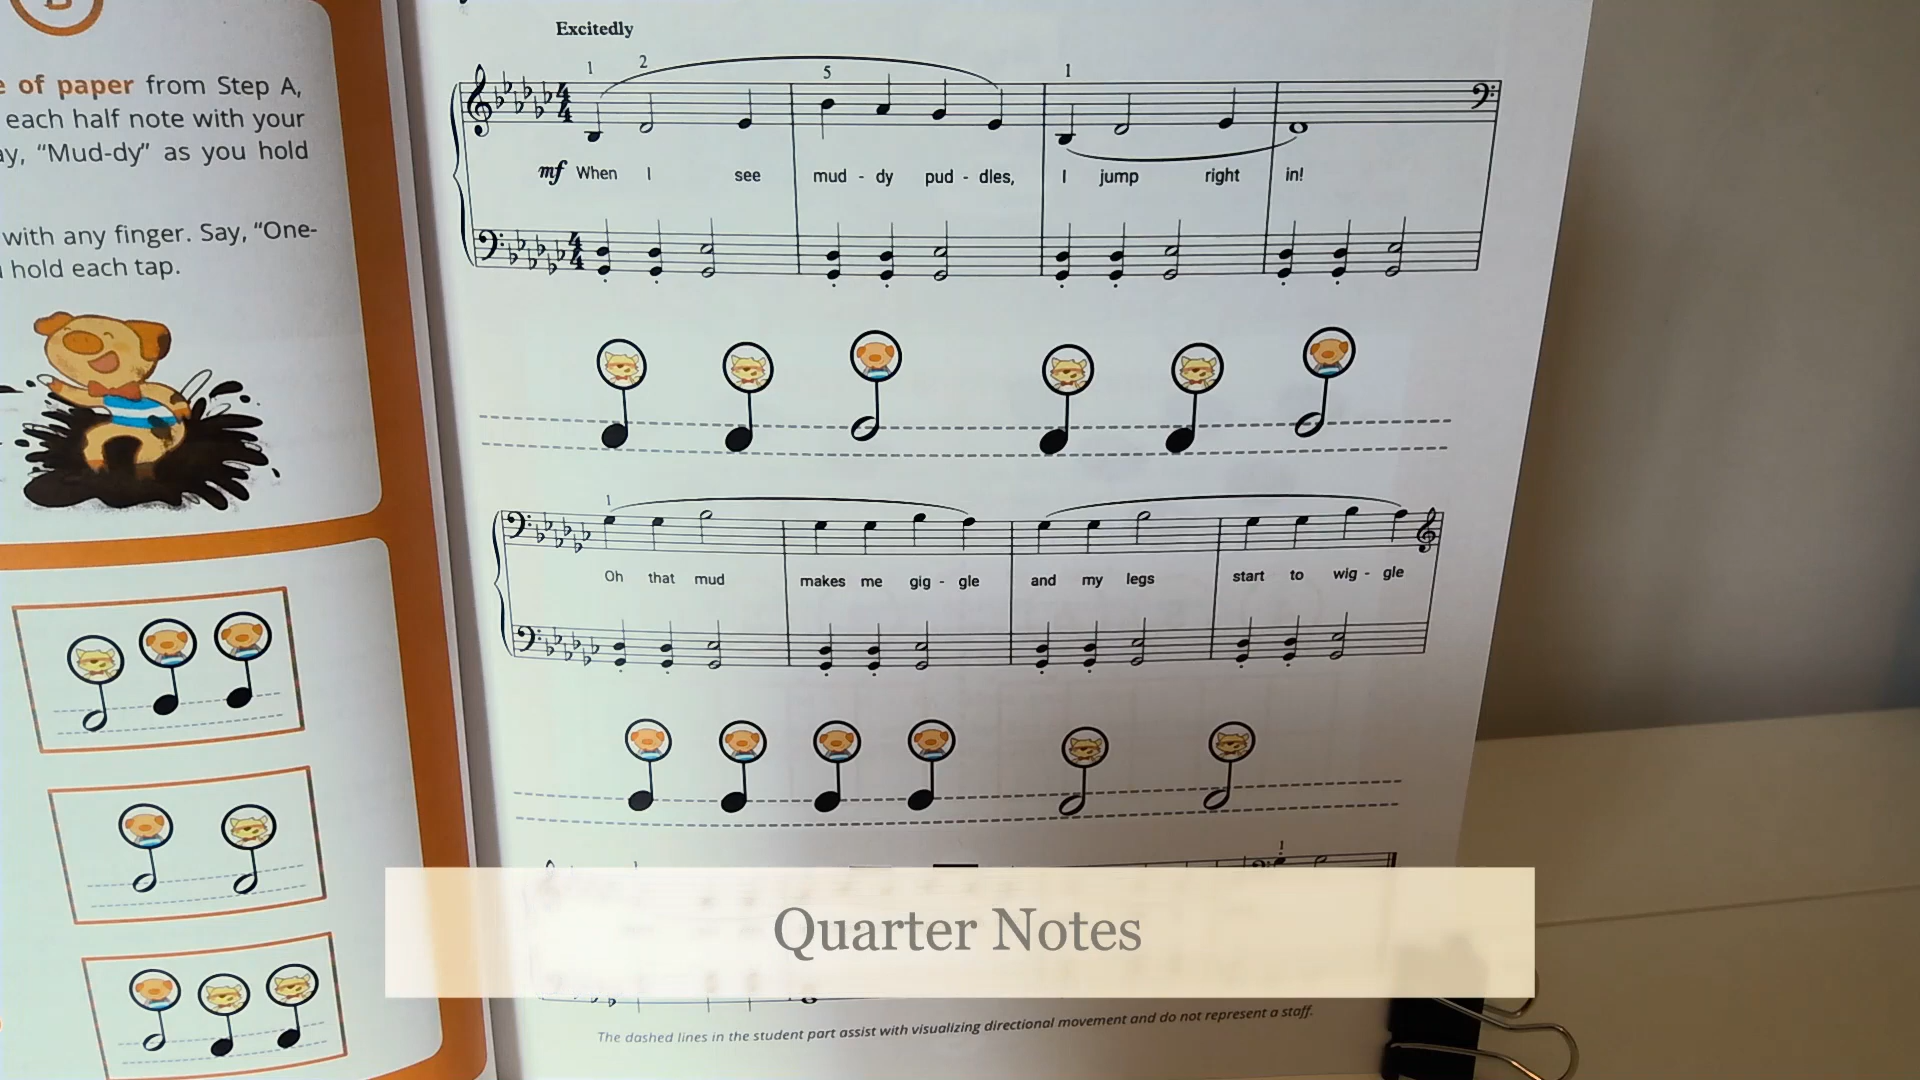 e of paper from Step A,
each half note with your
ay, “Mud-dy” as you hold
with any finger. Say, “One-
hold each tap.
Excitedly
1 2 5 1
mf When I see mud - dy pud - dles, I jump right in!
1
Oh that mud makes me gig - gle and my legs start to wig - gle
1
Quarter Notes
The dashed lines in the student part assist with visualizing directional movement and do not represent a staff.